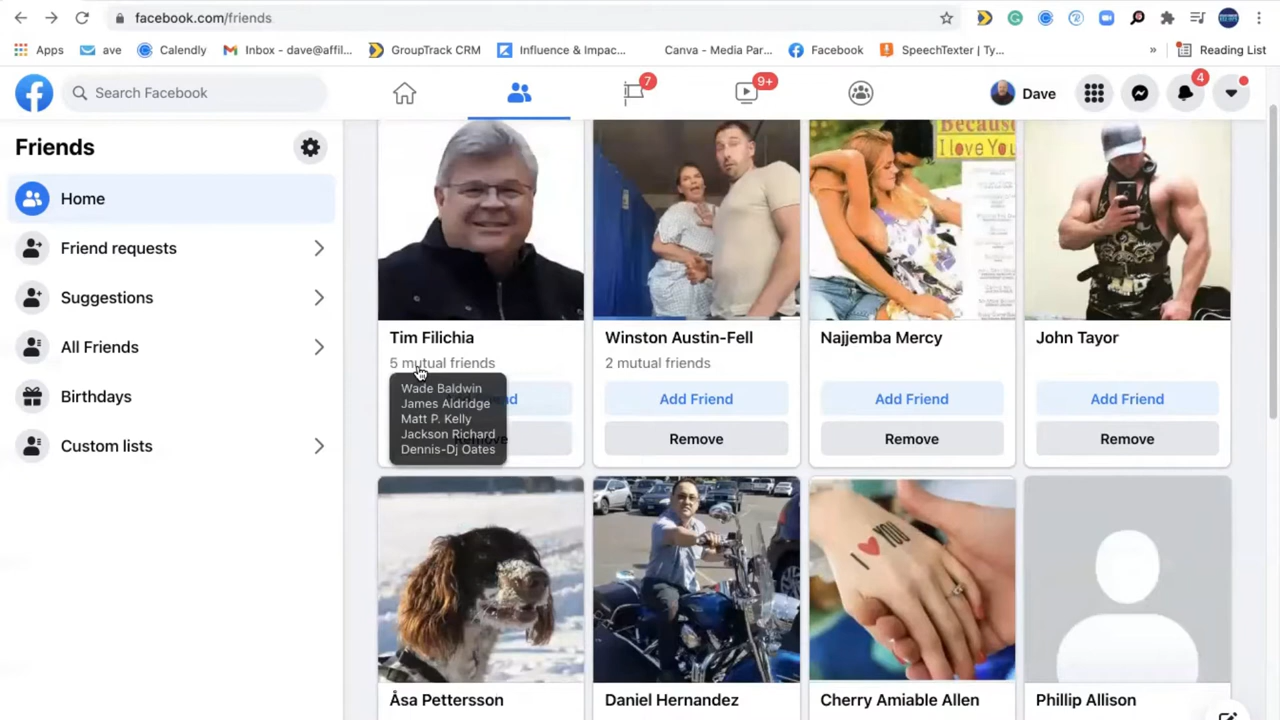 facebook.com/friends
Apps ave Calendly Inbox - dave@affil... GroupTrack CRM Influence & Impac... Canva - Media Par... Facebook SpeechTexter | Ty... » Reading List
Search Facebook 7 9+ Dave 4
Friends
Home
Friend requests
Suggestions
All Friends
Birthdays
Custom lists
Because
I love You
Tim Filichia Winston Austin-Fell Najjemba Mercy John Tayor
5 mutual friends 2 mutual friends
Add Friend Add Friend Add Friend
Wade Baldwin
James Aldridge
Matt P. Kelly
Jackson Richard
Dennis-Dj Oates
Remove Remove Remove
I ♥ YOU
Åsa Pettersson Daniel Hernandez Cherry Amiable Allen Phillip Allison